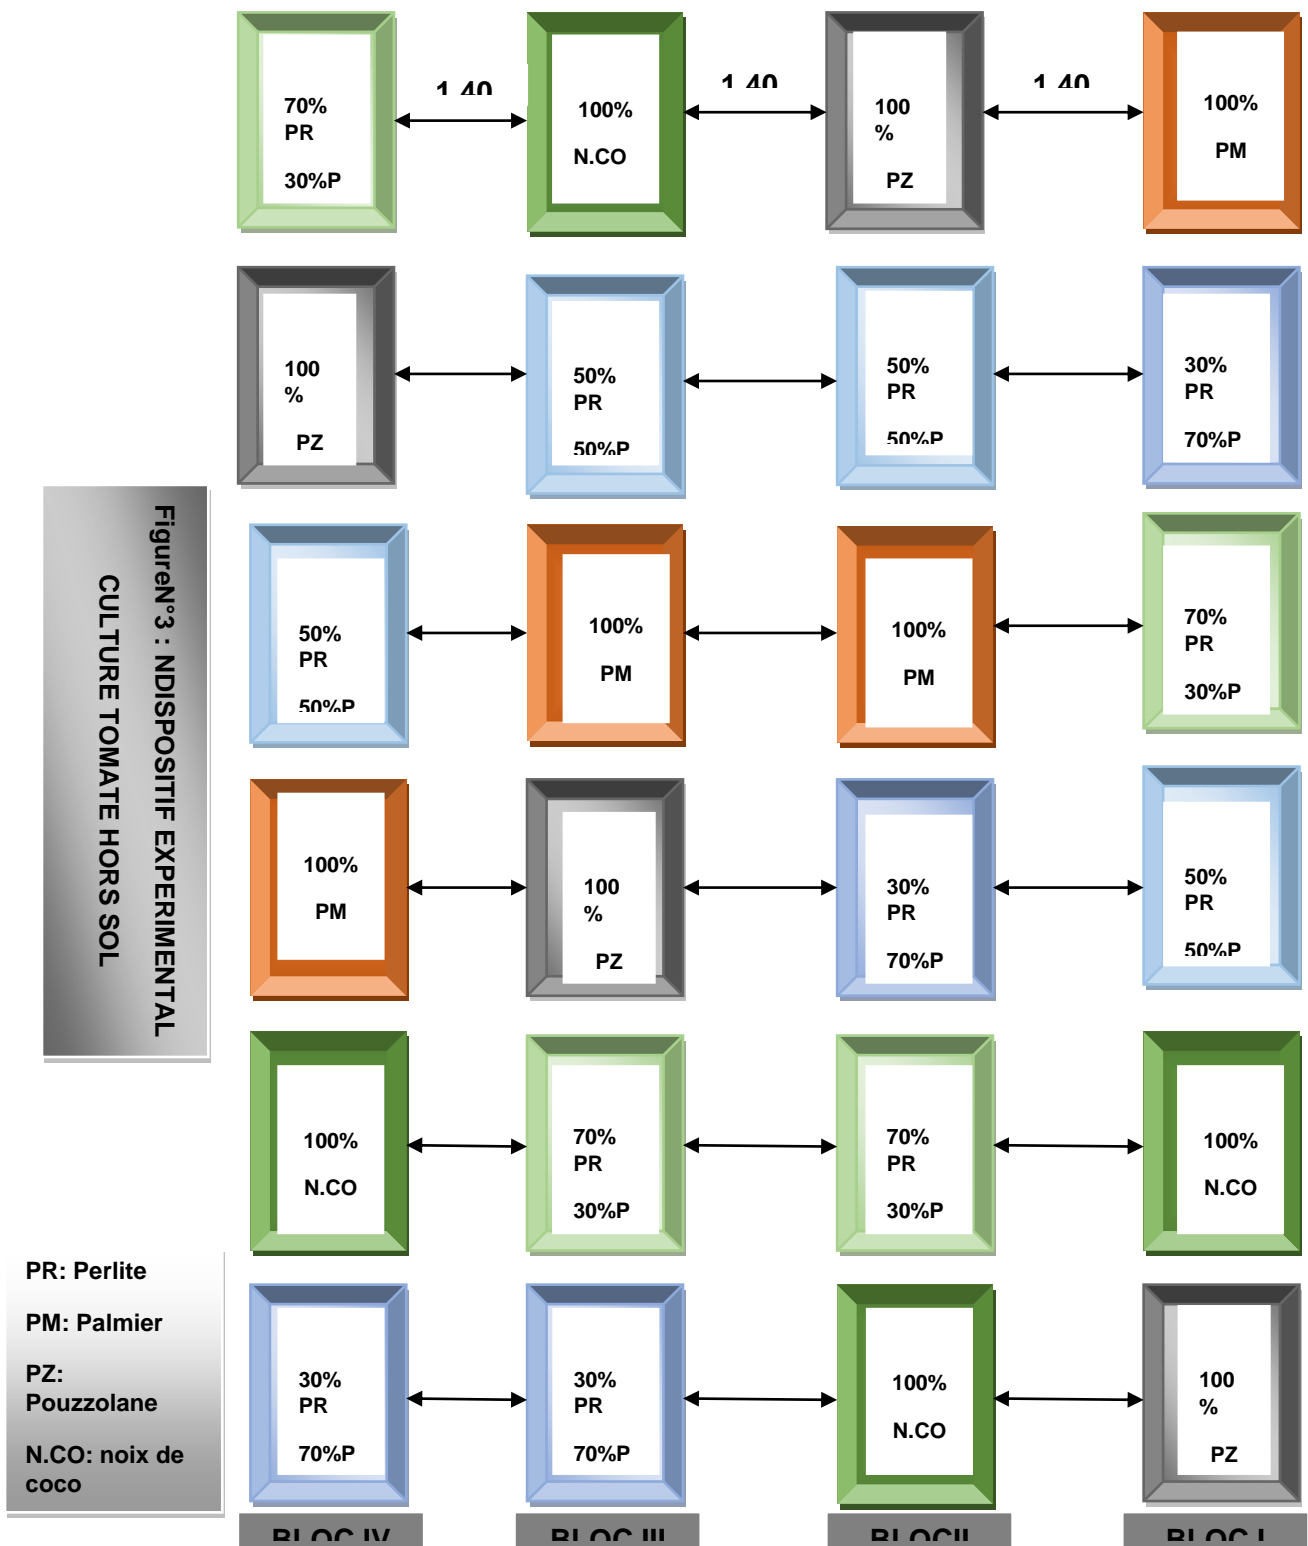 1.40
1.40
1.40
70%
PR
30%P
100%
N.CO
100
%
PZ
100%
PM
100
%
PZ
50%
PR
50%P
50%
PR
50%P
30%
PR
70%P
FigureN°3 : NDISPOSITIF EXPERIMENTAL
CULTURE TOMATE HORS SOL
50%
PR
50%P
100%
PM
100%
PM
70%
PR
30%P
100%
PM
100
%
PZ
30%
PR
70%P
50%
PR
50%P
100%
N.CO
70%
PR
30%P
70%
PR
30%P
100%
N.CO
PR: Perlite
PM: Palmier
PZ:
Pouzzolane
N.CO: noix de
coco
30%
PR
70%P
30%
PR
70%P
100%
N.CO
100
%
PZ
BLOC IV
BLOC III
BLOCII
BLOC I